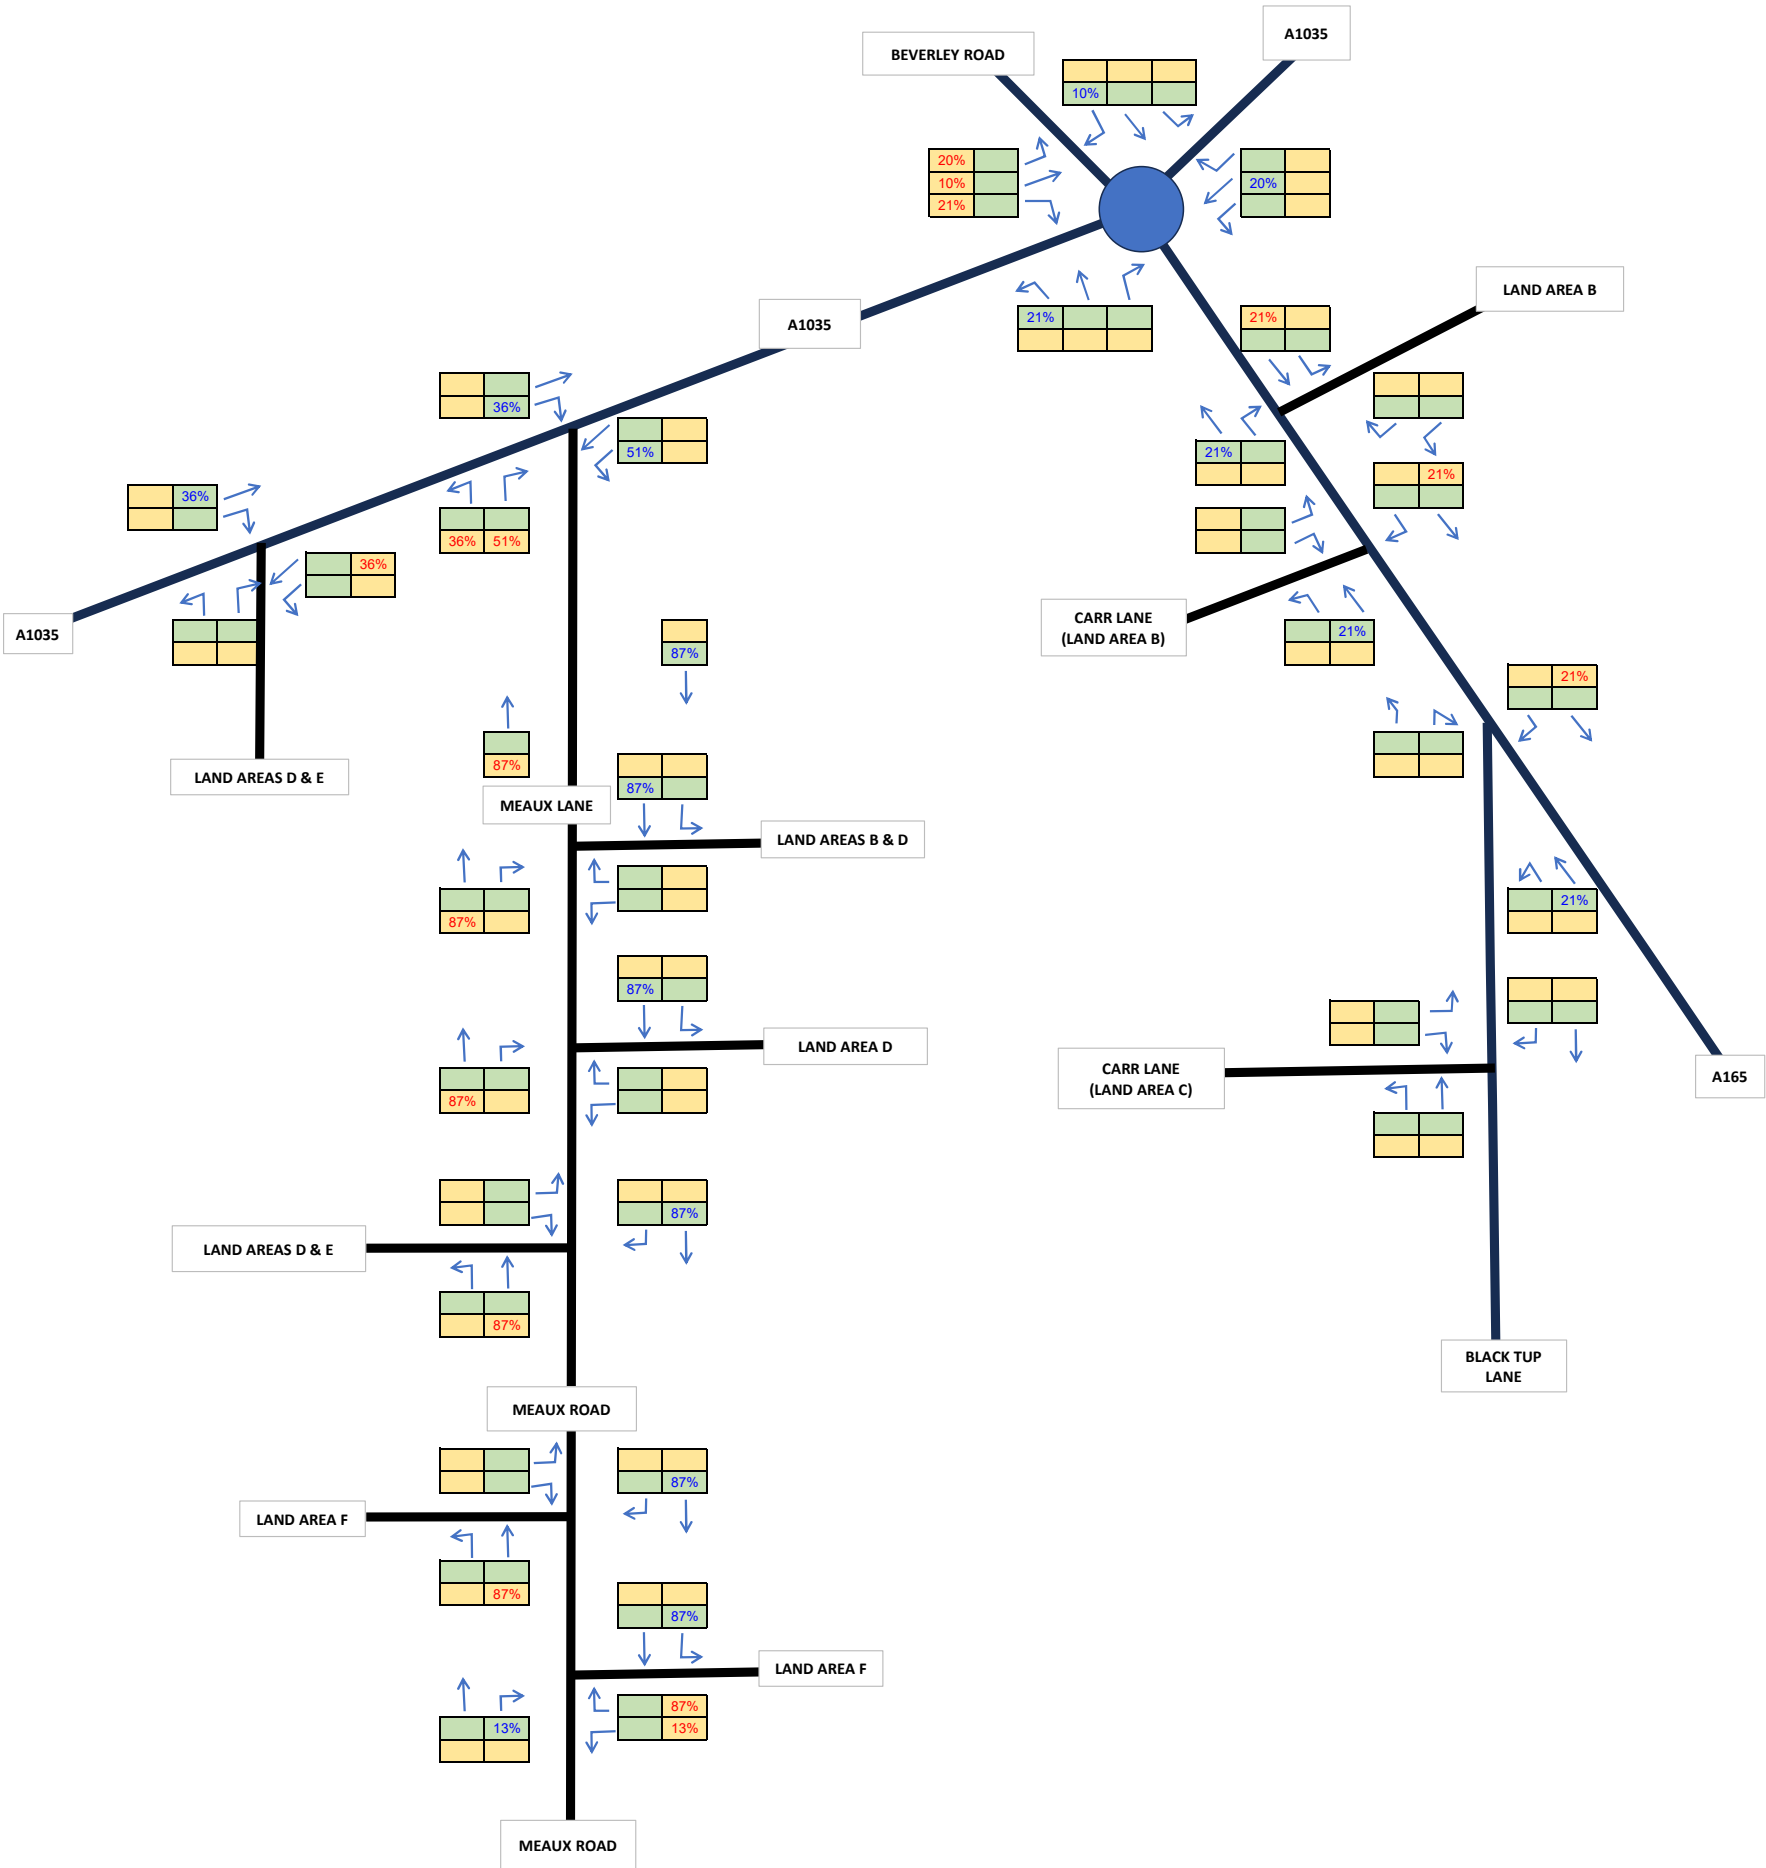 A1035
BEVERLEY ROAD
10%
20%
10%
21%
20%
LAND AREA B
21%
21%
A1035
36%
51%
21%
21%
36%
36% 51%
36%
A1035
CARR LANE
(LAND AREA B)
21%
87%
21%
87%
LAND AREAS D & E
87%
MEAUX LANE
LAND AREAS B & D
87%
21%
87%
LAND AREA D
CARR LANE
(LAND AREA C)
A165
87%
87%
LAND AREAS D & E
87%
BLACK TUP
LANE
MEAUX ROAD
87%
LAND AREA F
87%
87%
LAND AREA F
87%
13%
13%
MEAUX ROAD